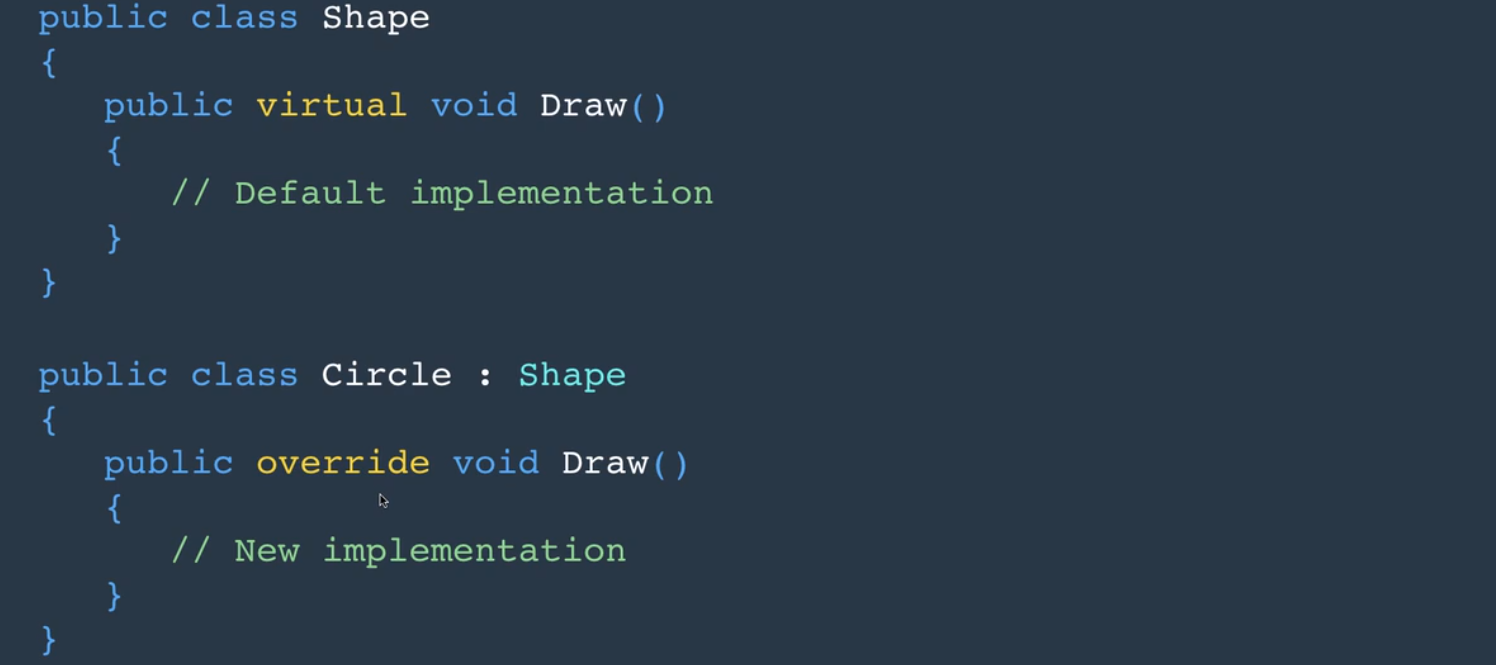 public class Shape
{
public virtual void Draw()
{
// Default implementation
}
}
public class Circle : Shape
{
public override void Draw()
{
// New implementation
}
}